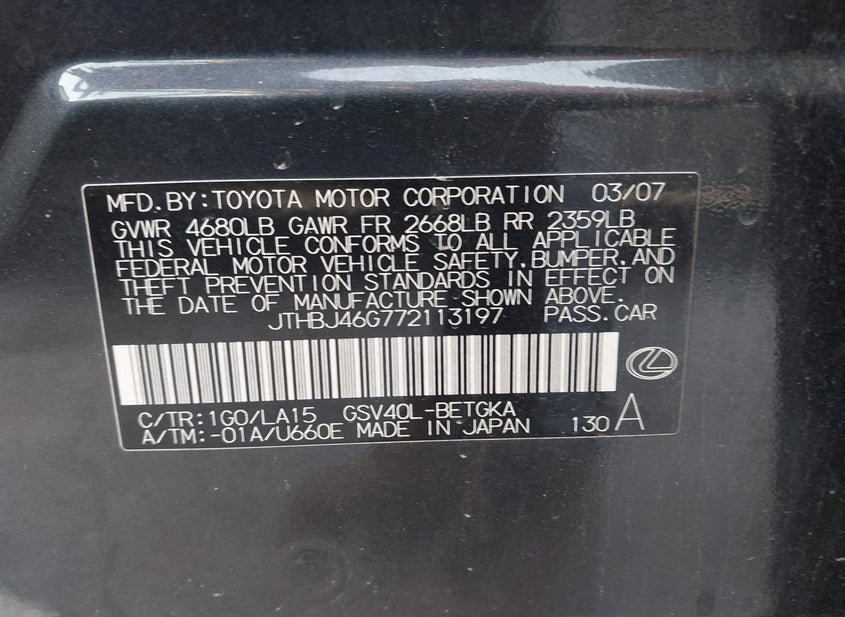 MFD.BY:TOYOTA MOTOR CORPORATION 03/07
GVWR 4680LB GAWR FR 2668LB RR 2359LB
THIS VEHICLE CONFORMS TO ALL APPLICABLE
FEDERAL MOTOR VEHICLE SAFETY,BUMPER,AND
THEFT PREVENTION STANDARDS IN EFFECT ON
THE DATE OF MANUFACTURE SHOWN ABOVE.
JTHBJ46G772113197 PASS.CAR
C/TR:1G0/LA15 GSV40L-BETGKA
A/TM:-01A/U660E MADE IN JAPAN 130 A